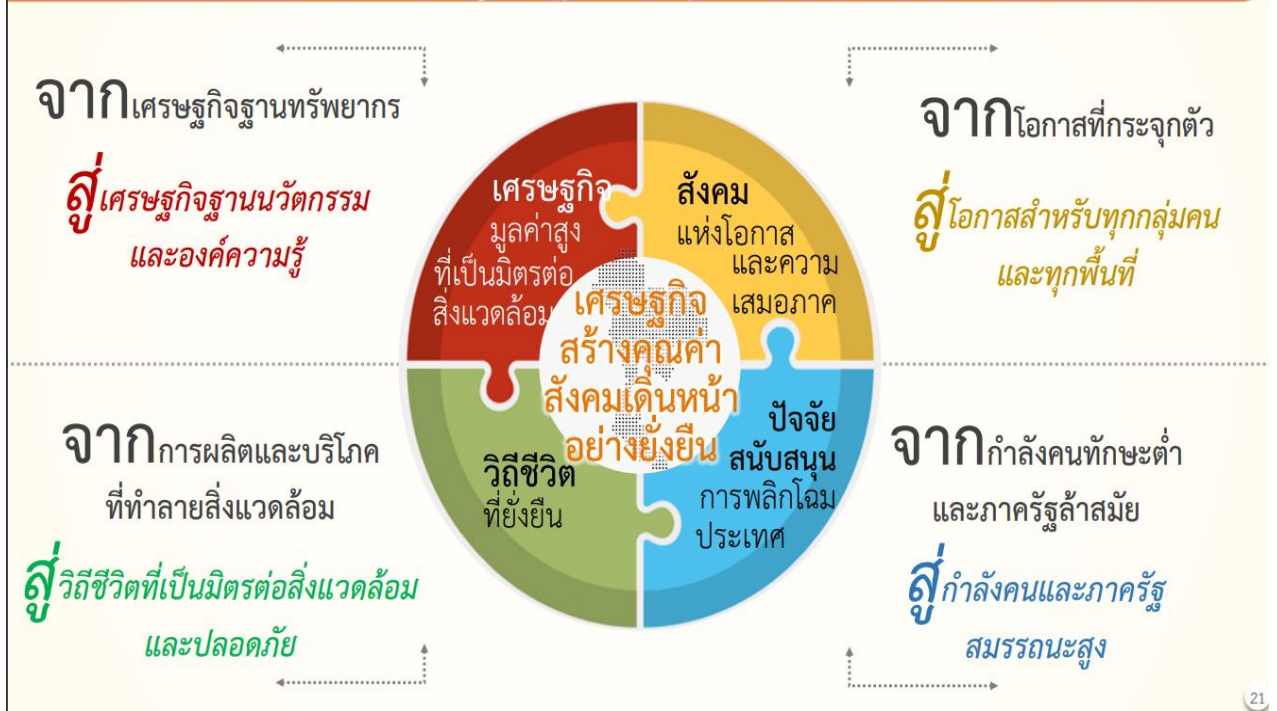 จากเศรษฐกิจฐานทรัพยากร
สู่เศรษฐกิจฐานนวัตกรรม
และองค์ความรู้
จากโอกาสที่กระจุกตัว
สู่โอกาสสำหรับทุกกลุ่มคน
และทุกพื้นที่
เศรษฐกิจ
มูลค่าสูง
ที่เป็นมิตรต่อ
สิ่งแวดล้อม
สังคม
แห่งโอกาส
และความ
เสมอภาค
เศรษฐกิจ
สร้างคุณค่า
สังคมเดินหน้า
อย่างยั่งยืน
วิถีชีวิต
ที่ยั่งยืน
ปัจจัย
สนับสนุน
การพลิกโฉม
ประเทศ
จากการผลิตและบริโภค
ที่ทำลายสิ่งแวดล้อม
สู่วิถีชีวิตที่เป็นมิตรต่อสิ่งแวดล้อม
และปลอดภัย
จากกำลังคนทักษะต่ำ
และภาครัฐล้าสมัย
สู่กำลังคนและภาครัฐ
สมรรถนะสูง
21